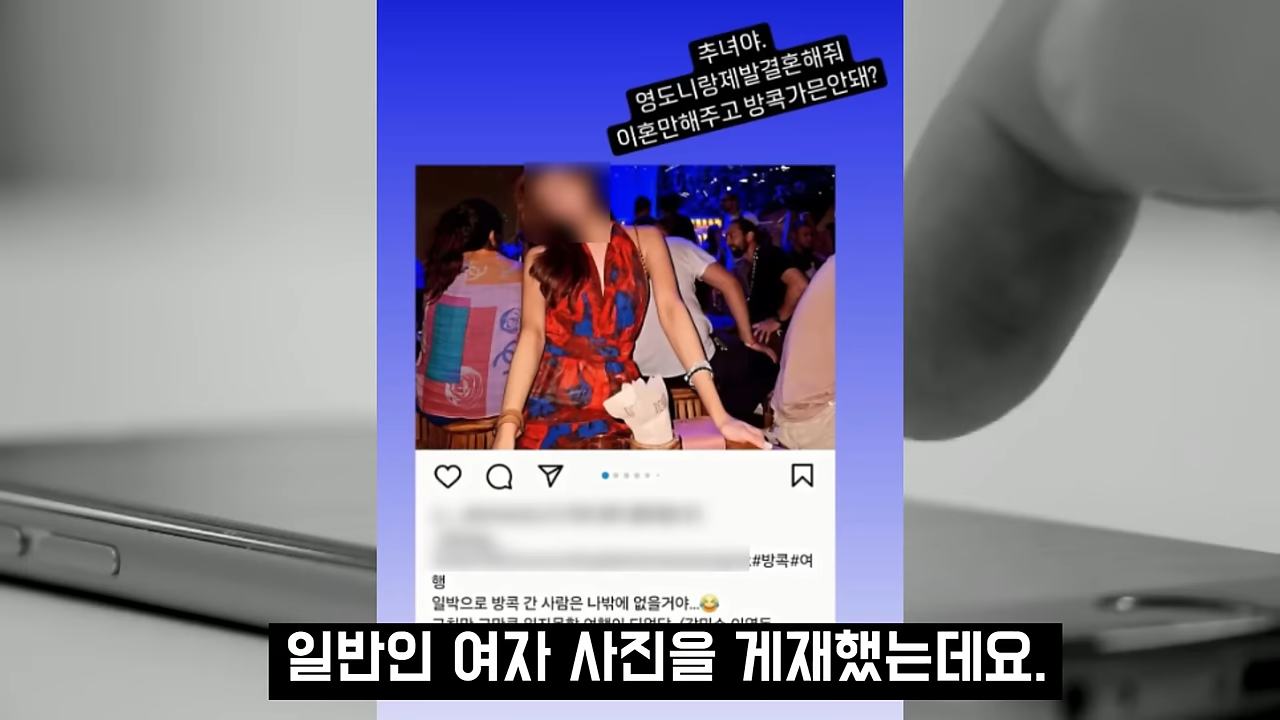 추녀야.
영도니랑제발결혼해줘
이혼만해주고 방콕가믄안돼?
#방콕#여
행
일박으로 방콕 간 사람은 나밖에 없을거야...😂
일반인 여자 사진을 게재했는데요.